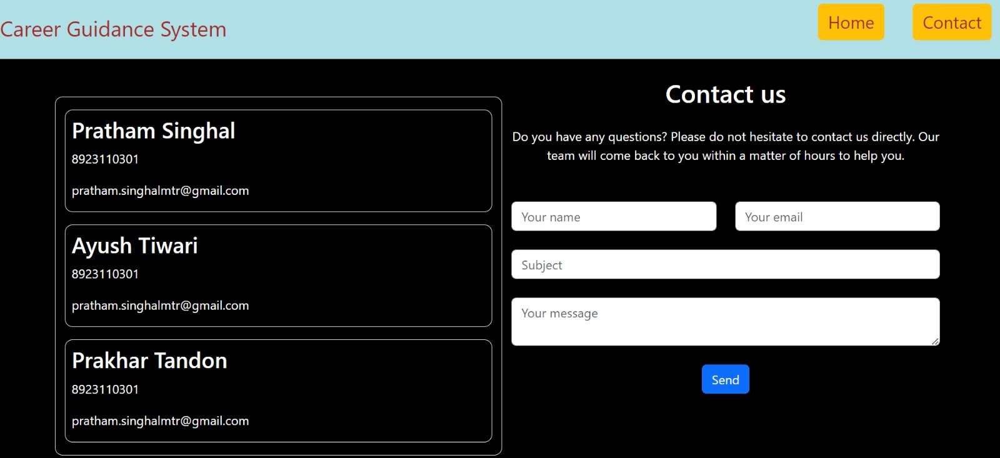 Career Guidance System
Home
Contact
Pratham Singhal
8923110301
pratham.singhalmtr@gmail.com
Ayush Tiwari
8923110301
pratham.singhalmtr@gmail.com
Prakhar Tandon
8923110301
pratham.singhalmtr@gmail.com
Contact us
Do you have any questions? Please do not hesitate to contact us directly. Our
team will come back to you within a matter of hours to help you.
Your name
Your email
Subject
Your message
Send